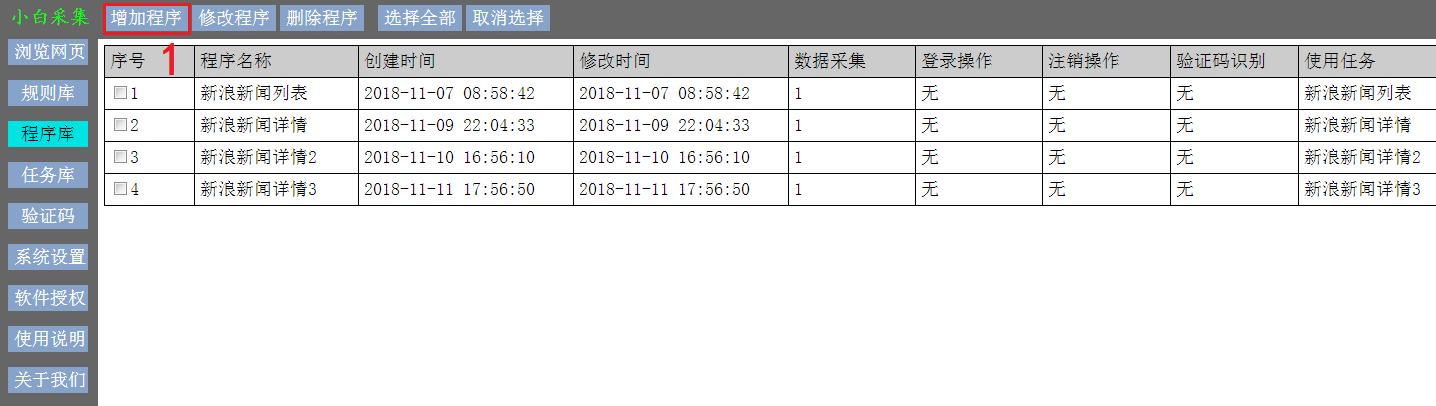 小白采集 增加程序 修改程序 删除程序 选择全部 取消选择
浏览网页
规则库
程序库
任务库
验证码
系统设置
软件授权
使用说明
关于我们
1
序号 程序名称 创建时间 修改时间 数据采集 登录操作 注销操作 验证码识别 使用任务
1 新浪新闻列表 2018-11-07 08:58:42 2018-11-07 08:58:42 1 无 无 无 新浪新闻列表
2 新浪新闻详情 2018-11-09 22:04:33 2018-11-09 22:04:33 1 无 无 无 新浪新闻详情
3 新浪新闻详情2 2018-11-10 16:56:10 2018-11-10 16:56:10 1 无 无 无 新浪新闻详情2
4 新浪新闻详情3 2018-11-11 17:56:50 2018-11-11 17:56:50 1 无 无 无 新浪新闻详情3